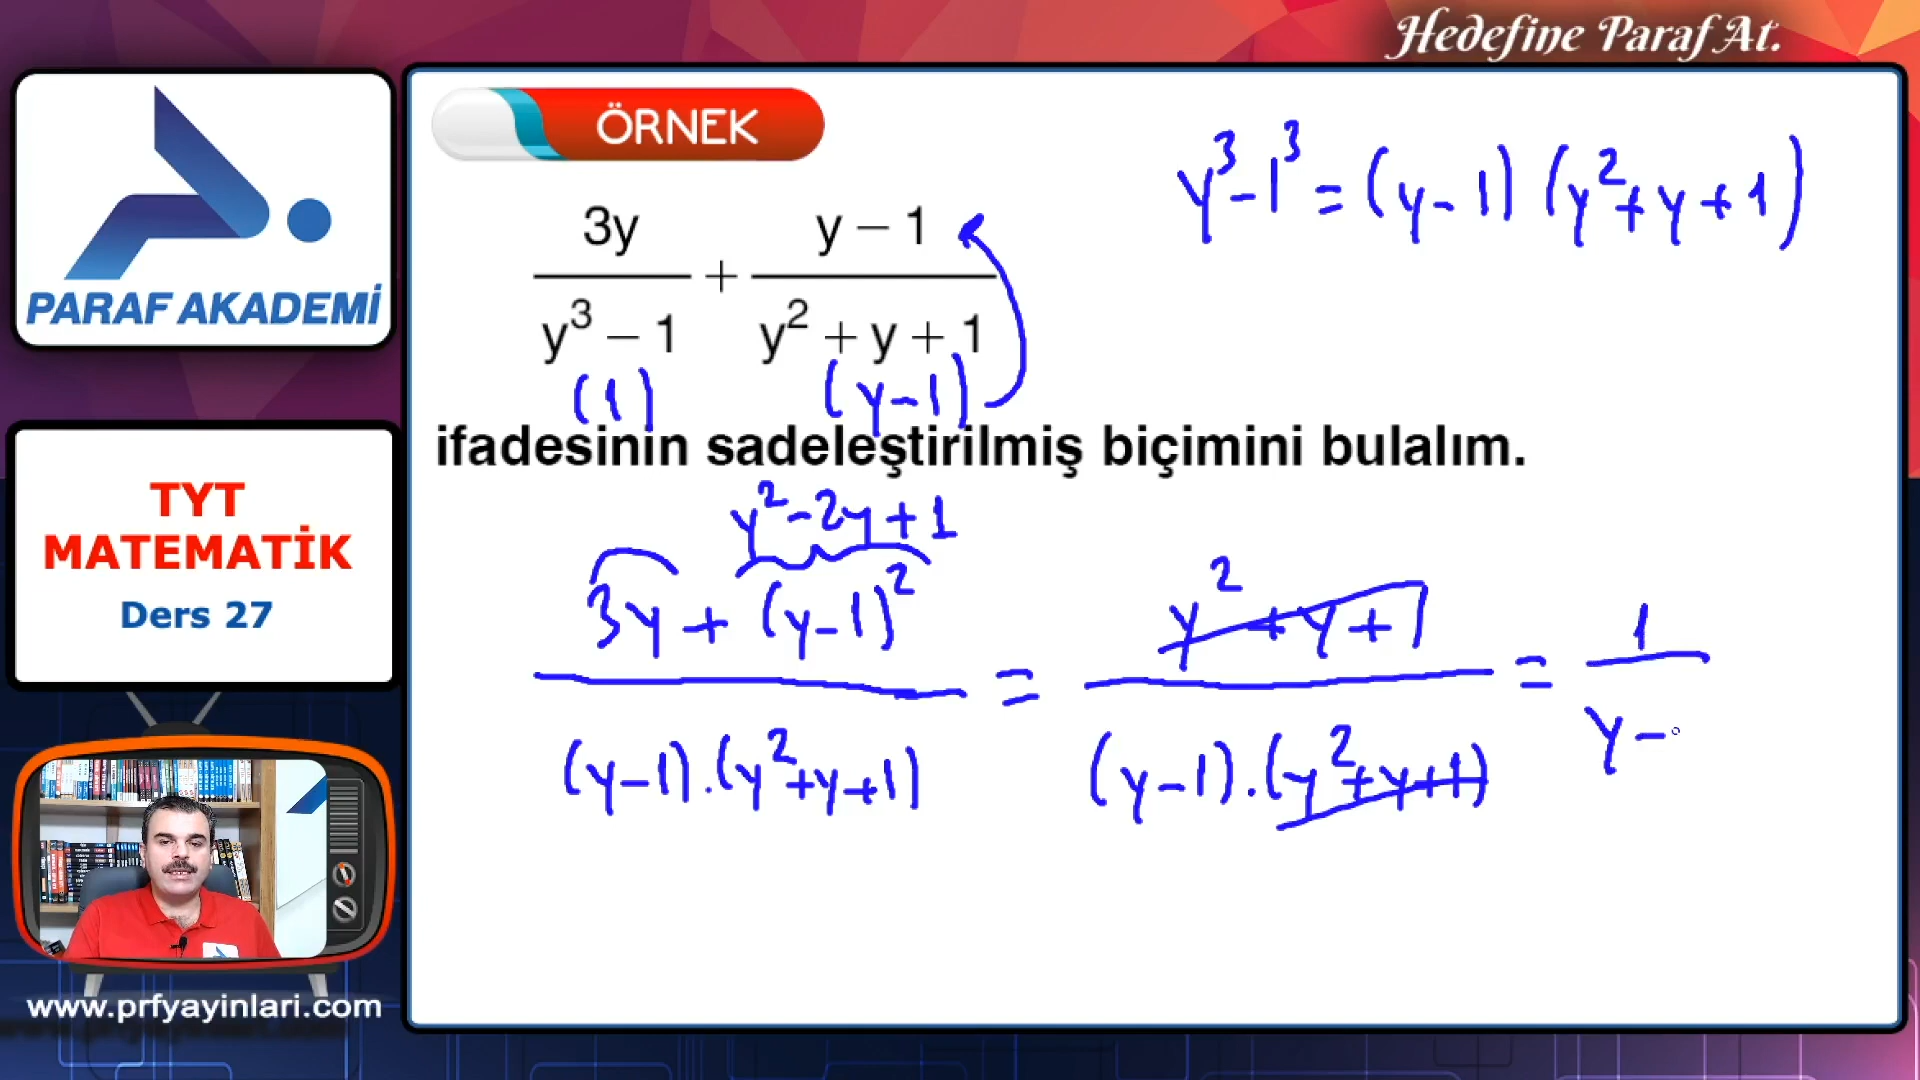 Hedefine Paraf At.
PARAF AKADEMİ
TYT
MATEMATİK
Ders 27
www.prfyayinlari.com
ÖRNEK
y³-1³=(y-1)(y²+y+1)
3y/(y³ – 1) + (y – 1)/(y² + y + 1)
(1) (y-1)
ifadesinin sadeleştirilmiş biçimini bulalım.
y²-2y+1
3y+(y-1)² / (y-1).(y²+y+1) = y²+y+1 / (y-1).(y²+y+1) = 1 / y-